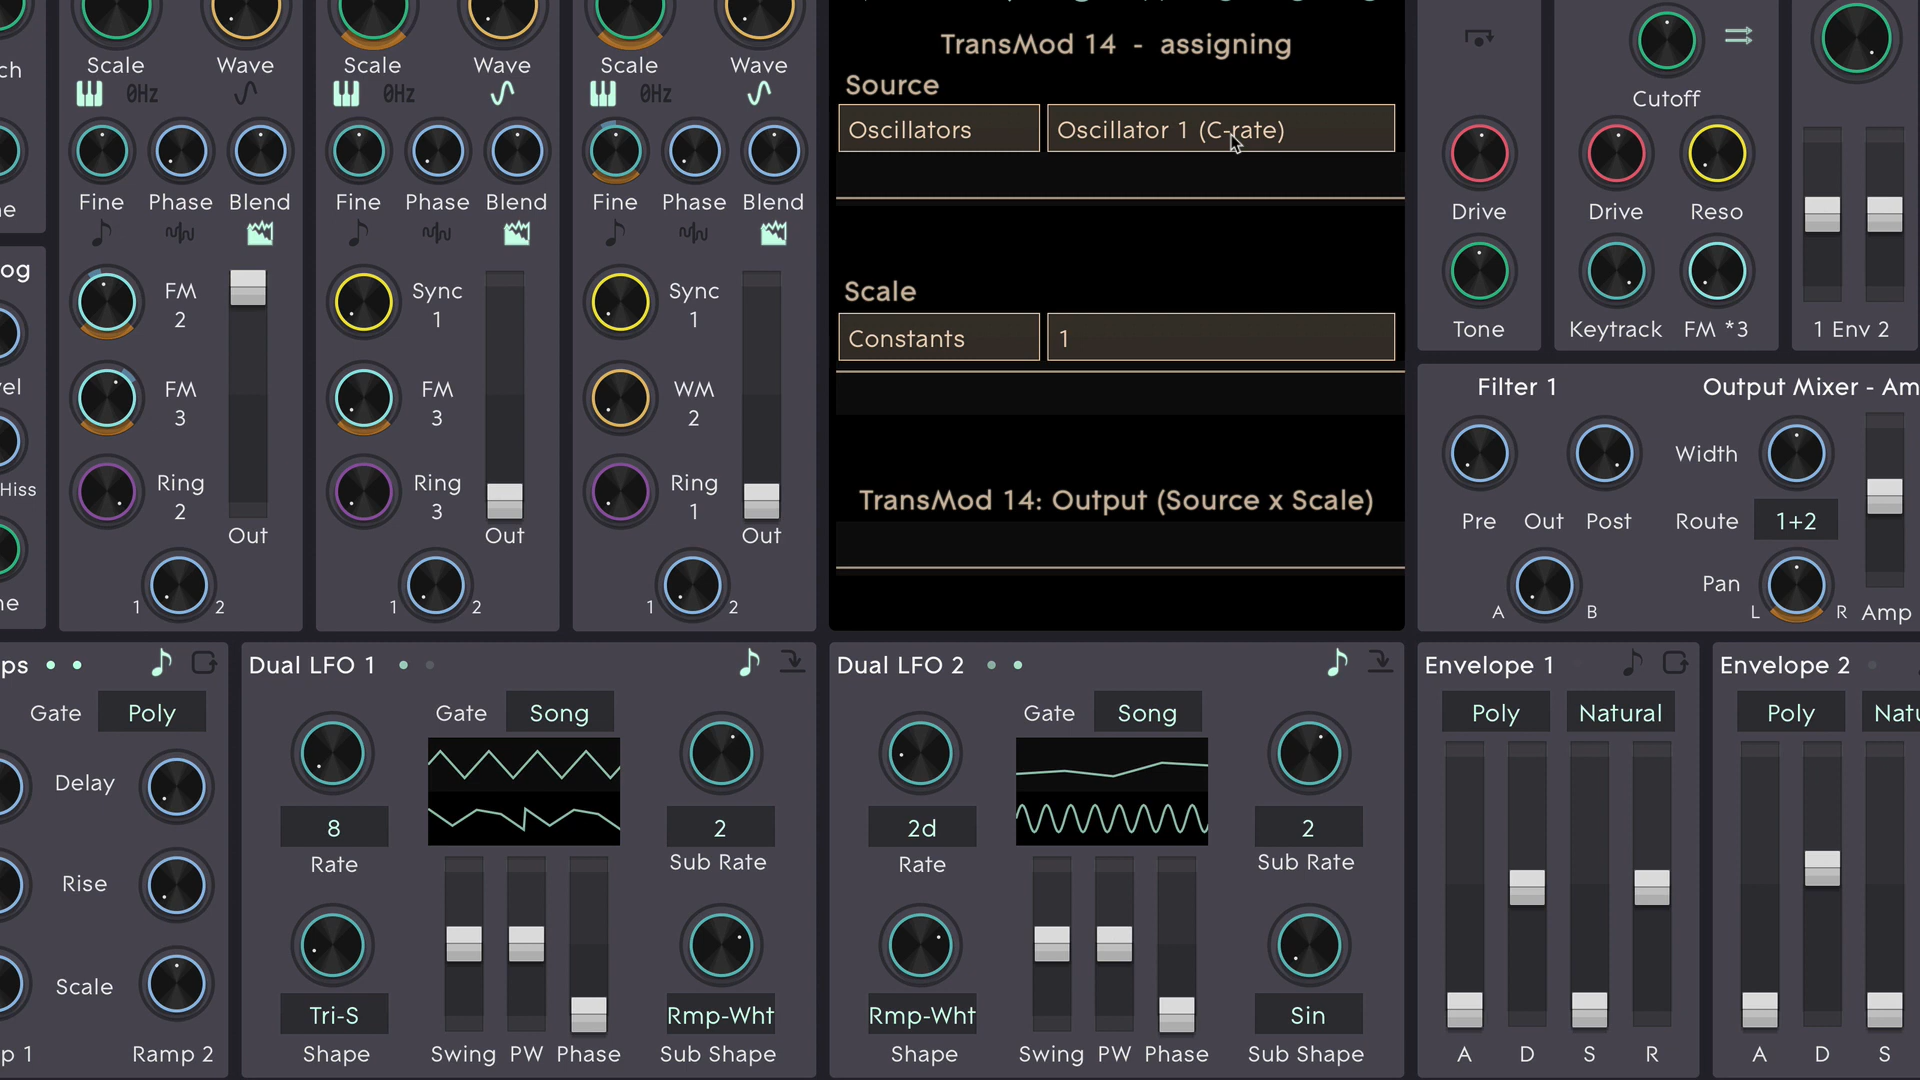 Scale Wave Scale Wave Scale Wave
0Hz 0Hz 0Hz
Fine Phase Blend Fine Phase Blend Fine Phase Blend
FM 2
FM 3
Ring 2
Out
1 2
Sync 1
FM 3
Ring 3
Out
1 2
Sync 1
WM 2
Ring 1
Out
1 2
ch
og
vel
Hiss
TransMod 14 - assigning
Source
Oscillators Oscillator 1 (C-rate)
Scale
Constants 1
TransMod 14: Output (Source x Scale)
Drive
Tone
Cutoff
Drive Reso
Keytrack FM *3
1 Env 2
Filter 1
Pre Out Post
A B
Output Mixer - Am
Width
Route 1+2
Pan
L R
Amp
ps
Gate Poly
Delay
Rise
Scale
p 1 Ramp 2
Dual LFO 1
Gate Song
8 2
Rate Sub Rate
Tri-S Rmp-Wht
Shape Swing PW Phase Sub Shape
Dual LFO 2
Gate Song
2d 2
Rate Sub Rate
Rmp-Wht Sin
Shape Swing PW Phase Sub Shape
Envelope 1
Poly Natural
A D S R
Envelope 2
Poly Natu
A D S